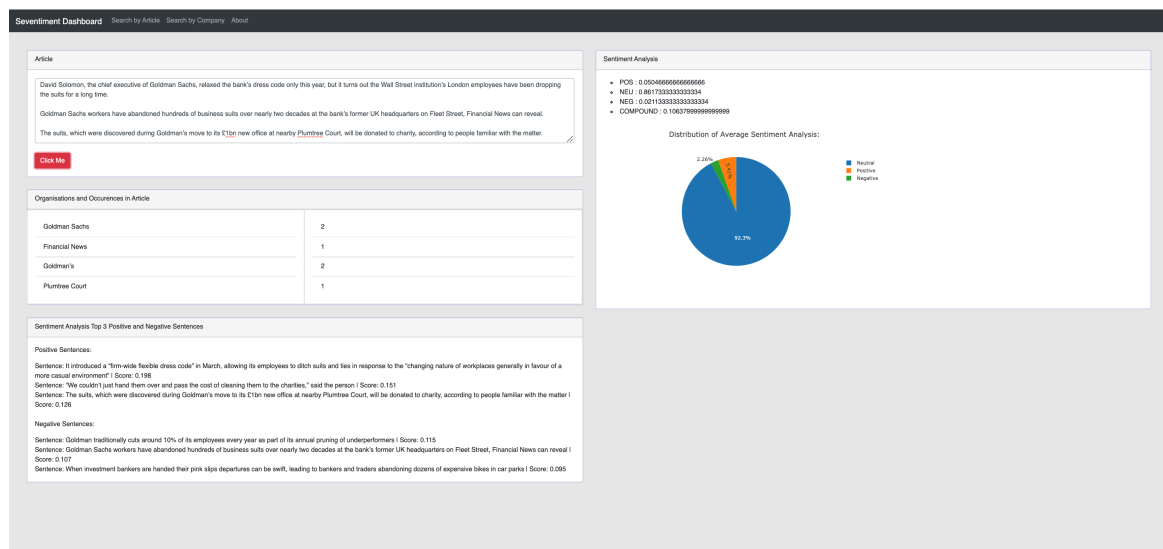 Seventiment Dashboard Search by Article Search by Company About
Article
David Solomon, the chief executive of Goldman Sachs, relaxed the bank's dress code only this year, but it turns out the Wall Street institution's London employees have been dropping
the suits for a long time.
Goldman Sachs workers have abandoned hundreds of business suits over nearly two decades at the bank's former UK headquarters on Fleet Street, Financial News can reveal.
The suits, which were discovered during Goldman's move to its £1bn new office at nearby Plumtree Court, will be donated to charity, according to people familiar with the matter.
Click Me
Organisations and Occurences in Article
Goldman Sachs 2
Financial News 1
Goldman's 2
Plumtree Court 1
Sentiment Analysis Top 3 Positive and Negative Sentences
Positive Sentences:
Sentence: It introduced a "firm-wide flexible dress code" in March, allowing its employees to ditch suits and ties in response to the "changing nature of workplaces generally in favour of a
more casual environment" | Score: 0.198
Sentence: "We couldn't just hand them over and pass the cost of cleaning them to the charities," said the person | Score: 0.151
Sentence: The suits, which were discovered during Goldman's move to its £1bn new office at nearby Plumtree Court, will be donated to charity, according to people familiar with the matter |
Score: 0.126
Negative Sentences:
Sentence: Goldman traditionally cuts around 10% of its employees every year as part of its annual pruning of underperformers | Score: 0.115
Sentence: Goldman Sachs workers have abandoned hundreds of business suits over nearly two decades at the bank's former UK headquarters on Fleet Street, Financial News can reveal |
Score: 0.107
Sentence: When investment bankers are handed their pink slips departures can be swift, leading to bankers and traders abandoning dozens of expensive bikes in car parks | Score: 0.095
Sentiment Analysis
POS : 0.05046666666666666
NEU : 0.8617333333333334
NEG : 0.021133333333333334
COMPOUND : 0.10637999999999999
Distribution of Average Sentiment Analysis:
2.26%
5.41%
92.3%
Neutral
Positive
Negative